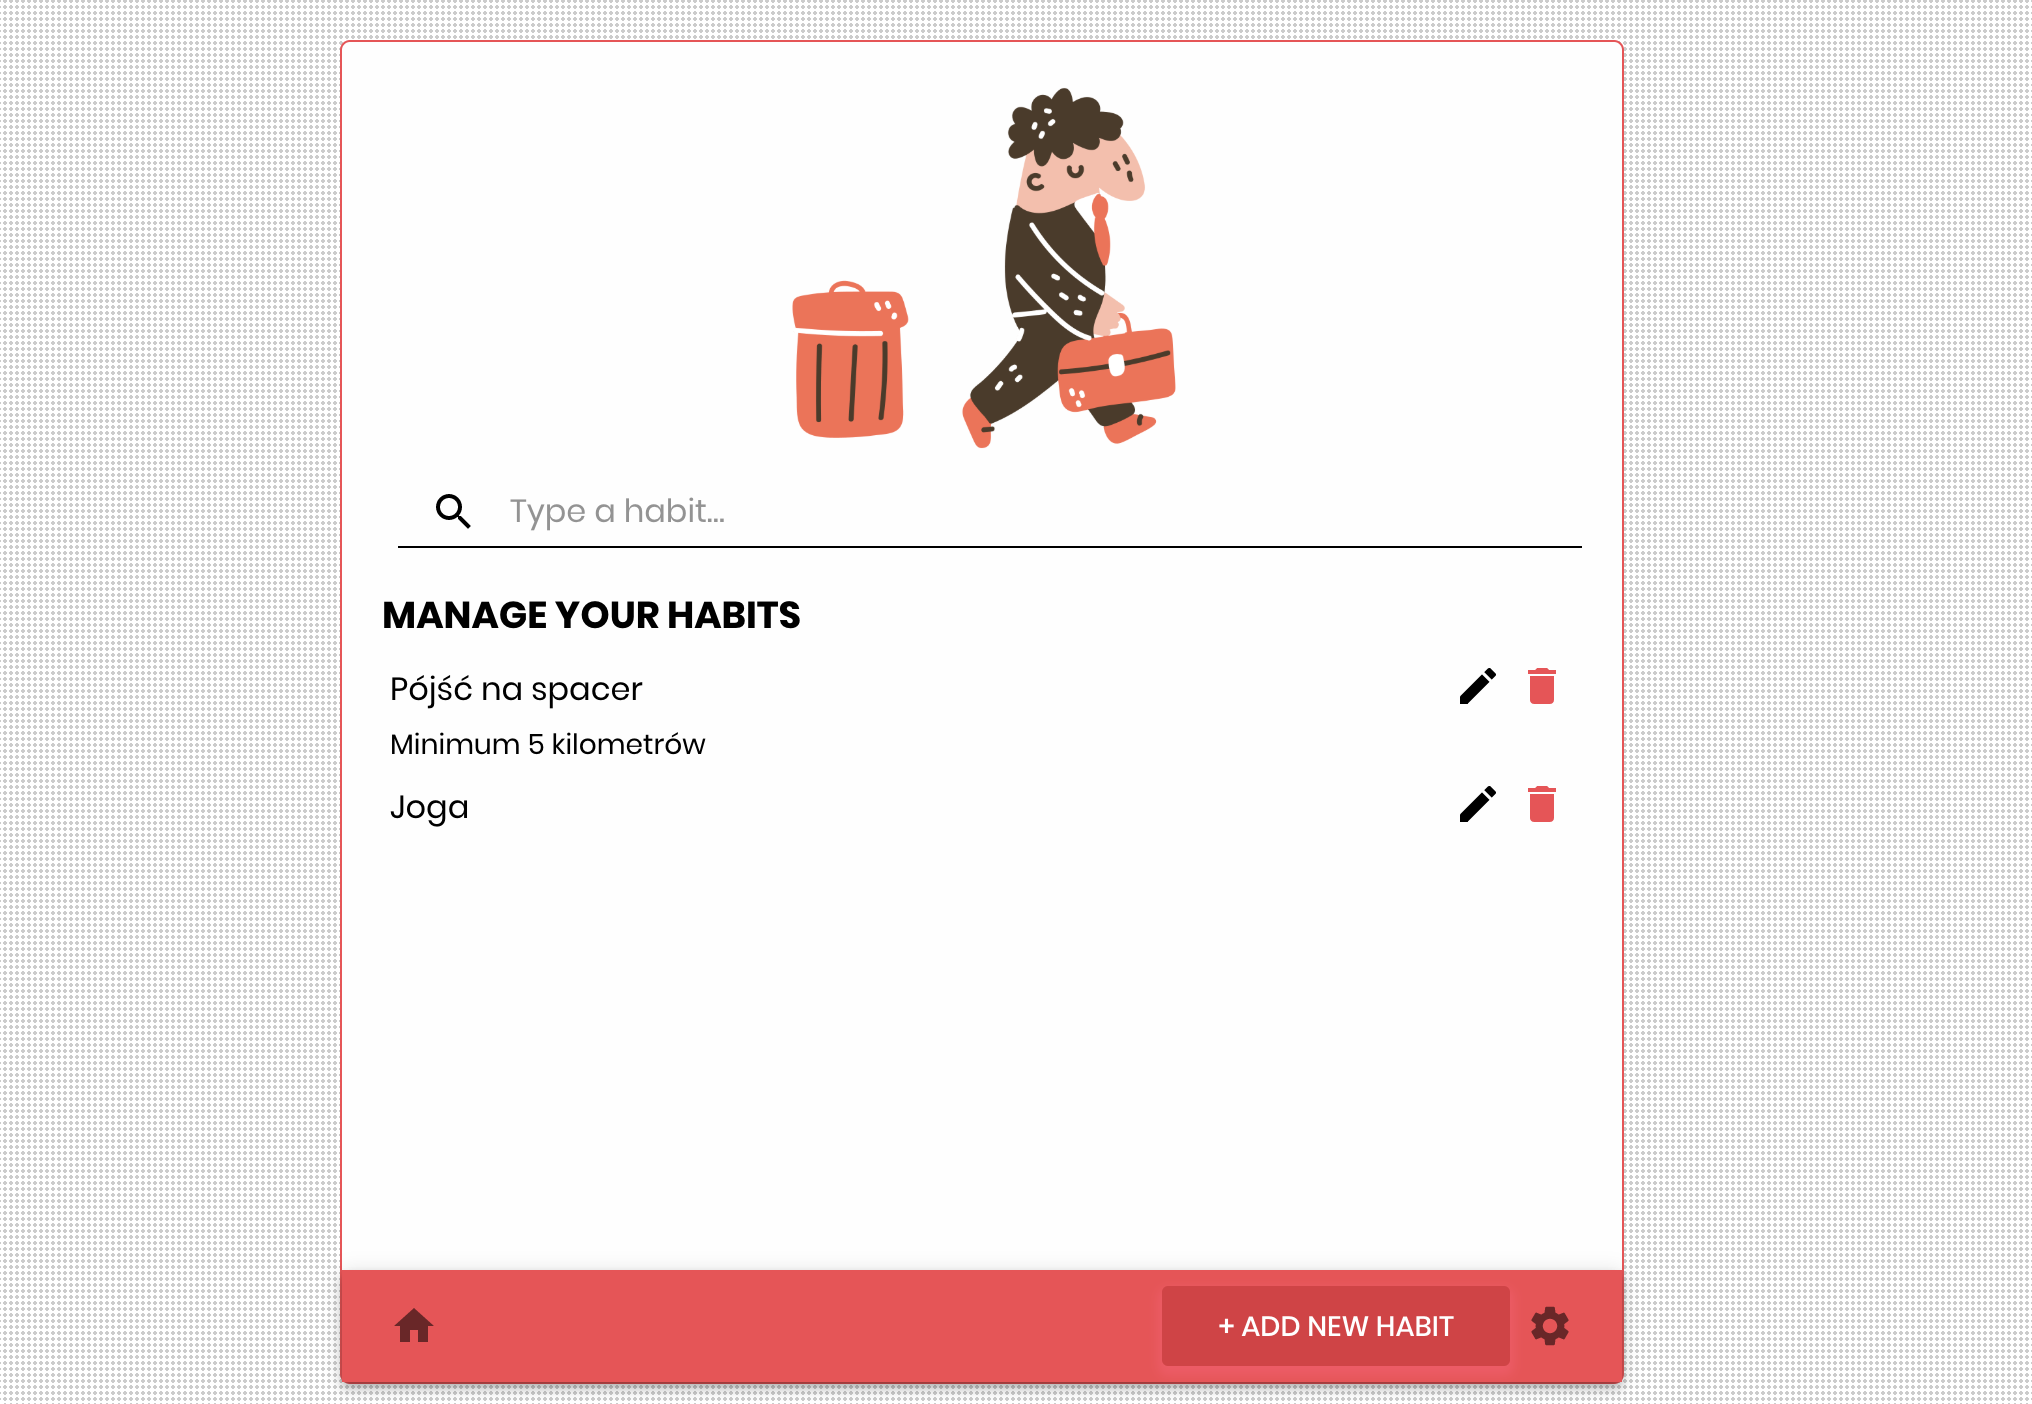 Type a habit...
MANAGE YOUR HABITS
Pójść na spacer
Minimum 5 kilometrów
Joga
+ ADD NEW HABIT